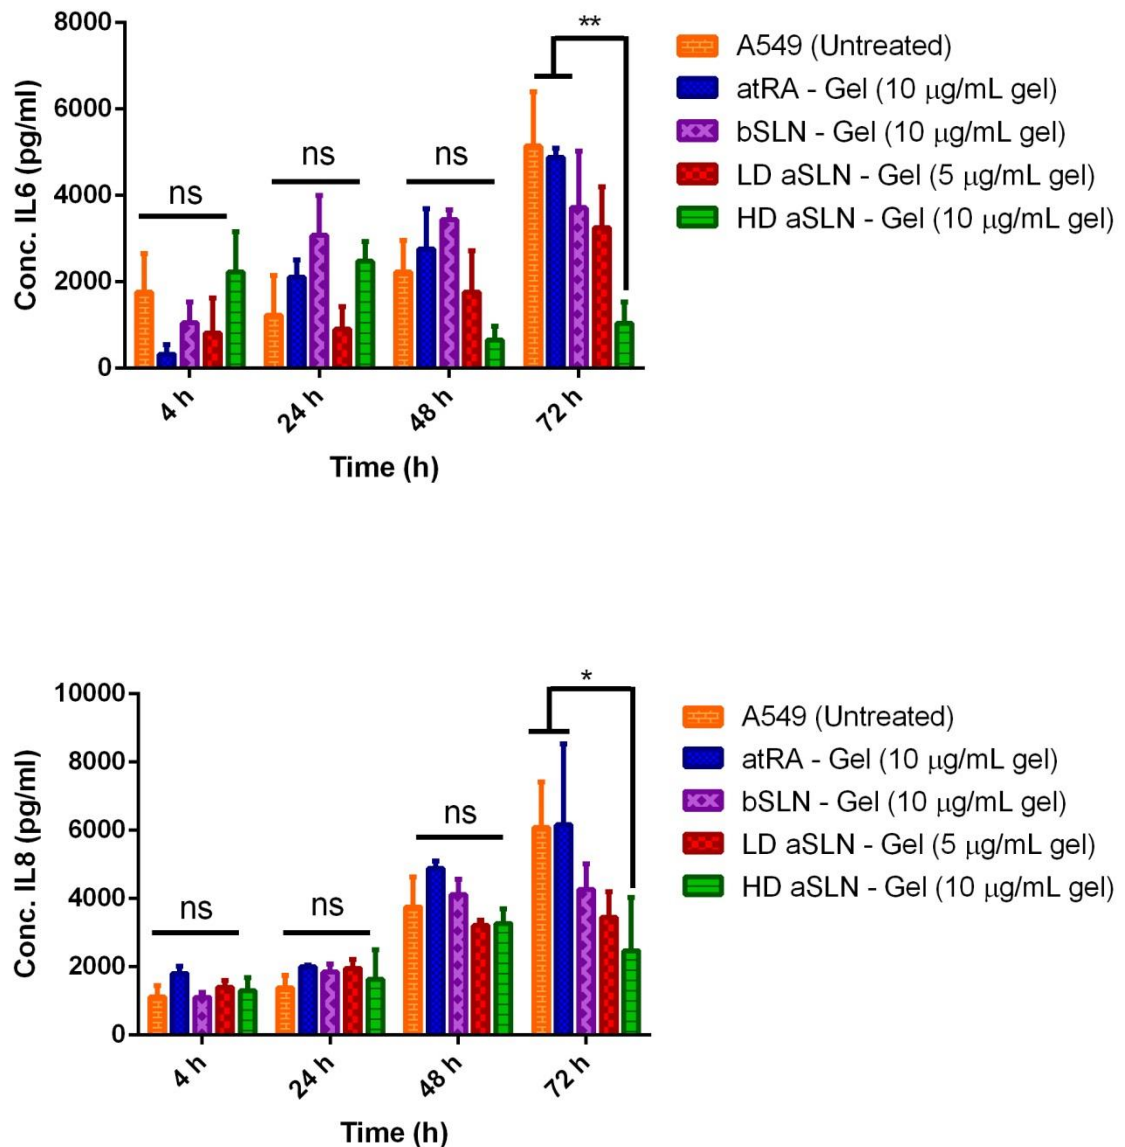 8000
6000
4000
2000
0
Conc. IL6 (pg/ml)
ns
ns
ns
**
4 h
24 h
48 h
72 h
Time (h)
A549 (Untreated)
atRA - Gel (10 μg/mL gel)
bSLN - Gel (10 μg/mL gel)
LD aSLN - Gel (5 μg/mL gel)
HD aSLN - Gel (10 μg/mL gel)
10000
8000
6000
4000
2000
0
Conc. IL8 (pg/ml)
ns
ns
ns
*
4 h
24 h
48 h
72 h
Time (h)
A549 (Untreated)
atRA - Gel (10 μg/mL gel)
bSLN - Gel (10 μg/mL gel)
LD aSLN - Gel (5 μg/mL gel)
HD aSLN - Gel (10 μg/mL gel)